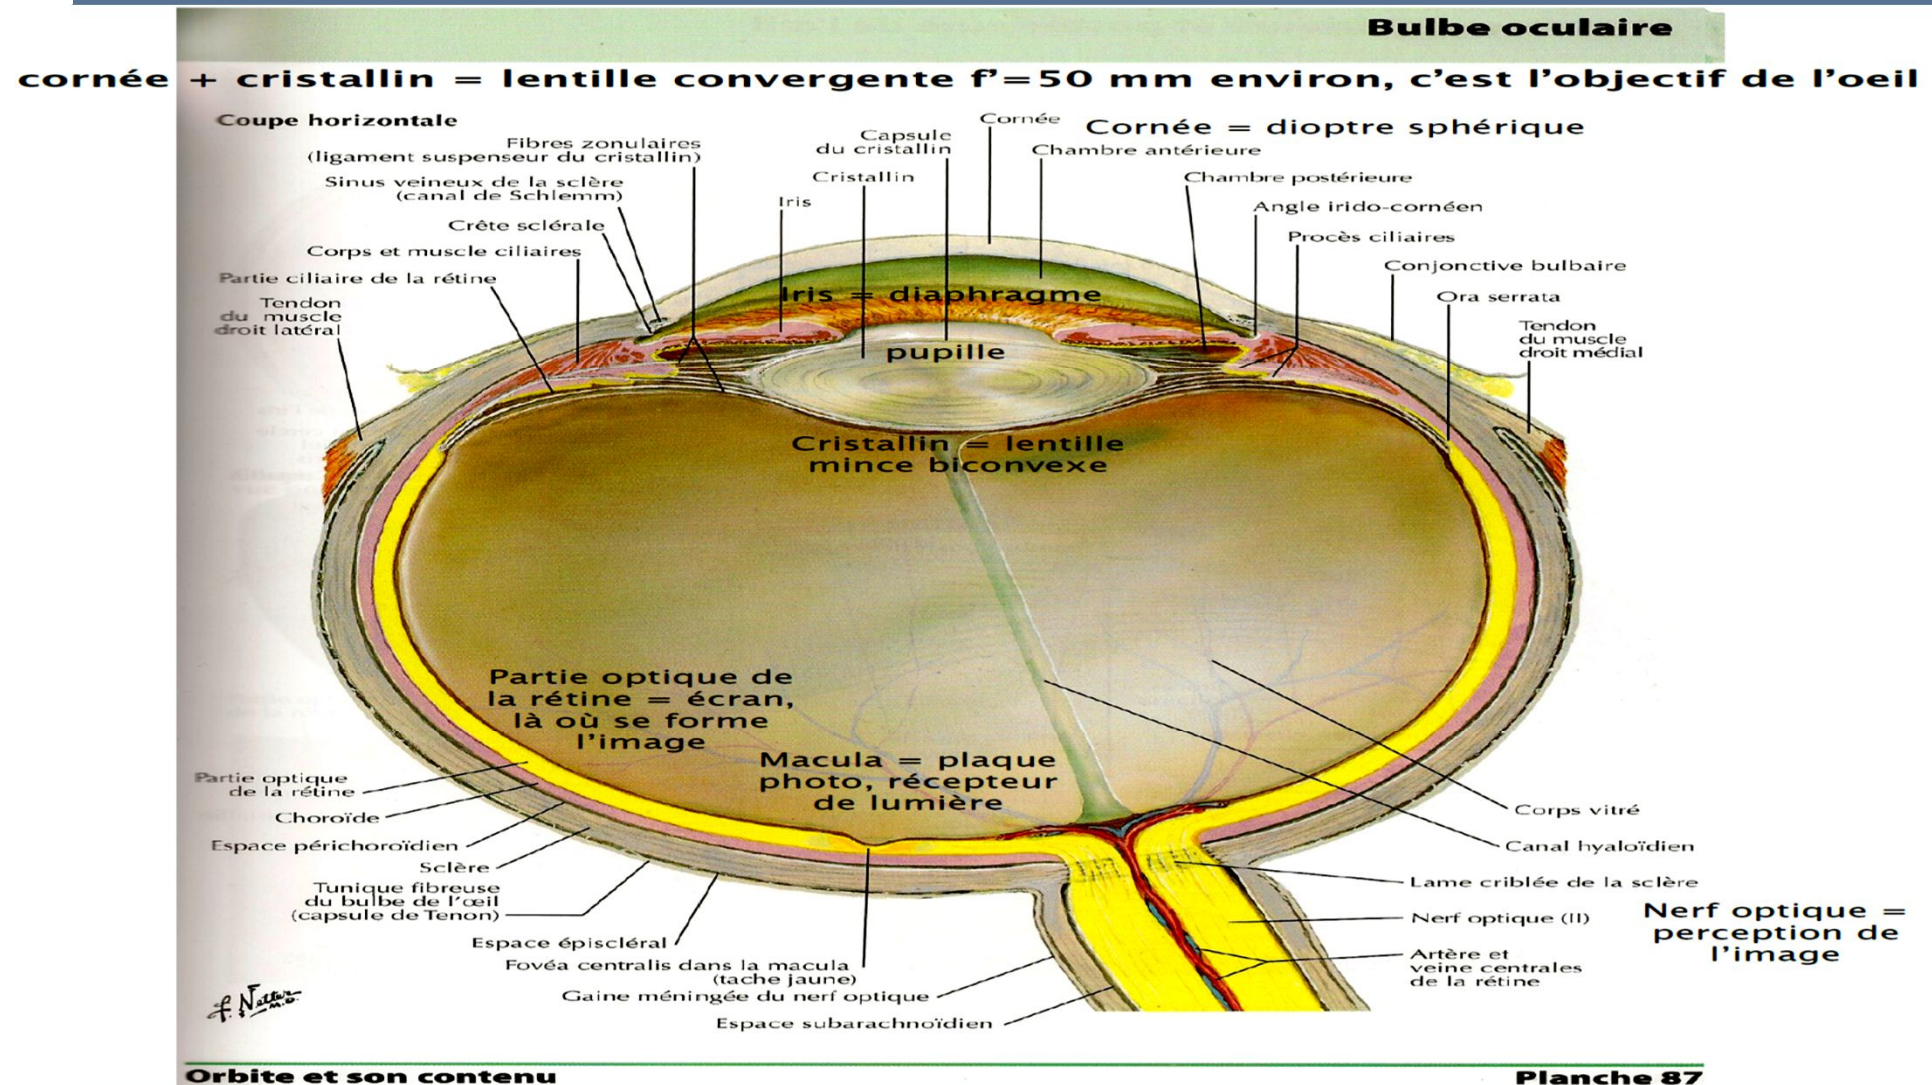 Bulbe oculaire
cornée + cristallin = lentille convergente f'=50 mm environ, c'est l'objectif de l'oeil
Coupe horizontale
Fibres zonulaires
(ligament suspenseur du cristallin)
Sinus veineux de la sclère
(canal de Schlemm)
Crête sclérale
Corps et muscle ciliaires
Partie ciliaire de la rétine
Tendon
du muscle
droit latéral
Iris
Cristallin
Capsule
du cristallin
Cornée
Cornée = dioptre sphérique
Chambre antérieure
Chambre postérieure
Angle irido-cornéen
Procès ciliaires
Conjonctive bulbaire
Ora serrata
Tendon
du muscle
droit médial
Iris = diaphragme
pupille
Cristallin = lentille
mince biconvexe
Partie optique de
la rétine = écran,
là où se forme
l'image
Macula = plaque
photo, récepteur
de lumière
Partie optique
de la rétine
Choroïde
Espace périchoroïdien
Sclère
Tunique fibreuse
du bulbe de l'œil
(capsule de Tenon)
Espace épiscléral
Fovéa centralis dans la macula
(tache jaune)
Gaine méningée du nerf optique
Espace subarachnoïdien
Corps vitré
Canal hyaloïdien
Lame criblée de la sclère
Nerf optique (II)
Artère et
veine centrales
de la rétine
Nerf optique =
perception de
l'image
F. Netter
M.D.
Orbite et son contenu
Planche 87